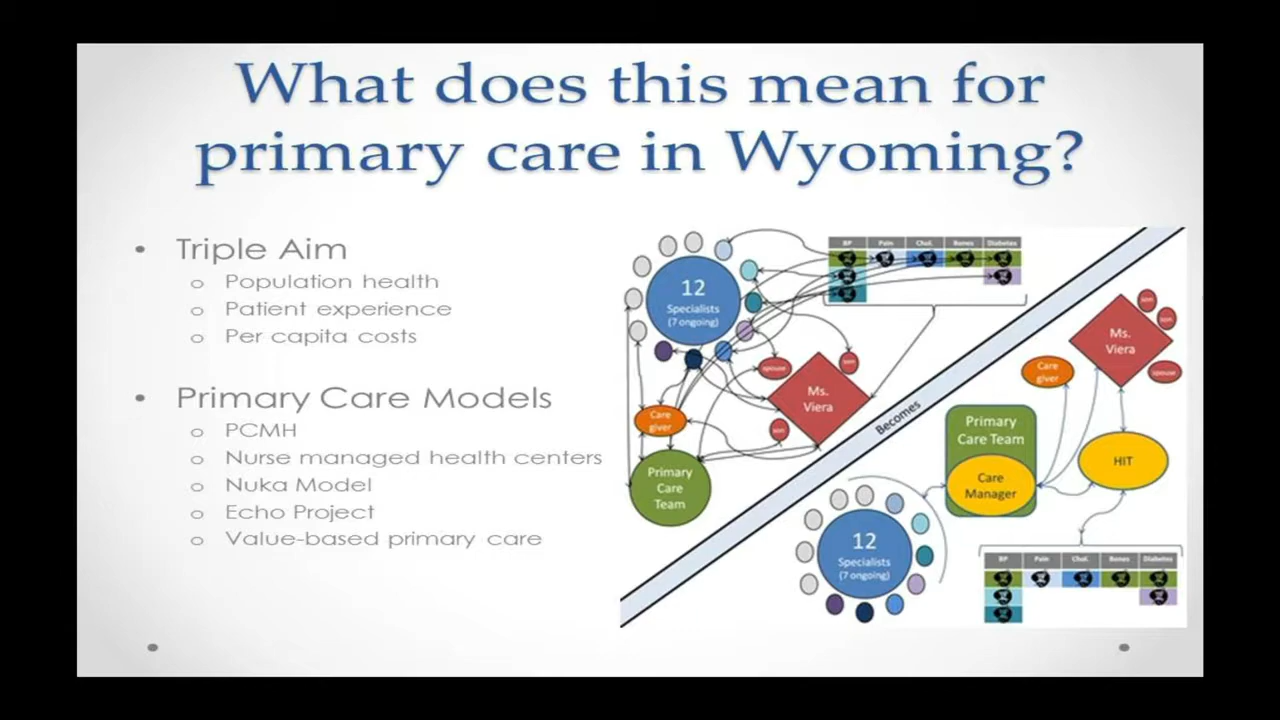 What does this mean for
primary care in Wyoming?
• Triple Aim
o Population health
o Patient experience
o Per capita costs
• Primary Care Models
o PCMH
o Nurse managed health centers
o Nuka Model
o Echo Project
o Value-based primary care
12
Specialists
(7 ongoing)
BP Pain Chol. Bones Diabetes
spouse
son
Ms.
Viera
son
Care
giver
Primary
Care
Team
Becomes
son
son
Ms.
Viera
spouse
Care
giver
Primary
Care Team
Care
Manager
HIT
12
Specialists
(7 ongoing)
BP Pain Chol. Bones Diabetes